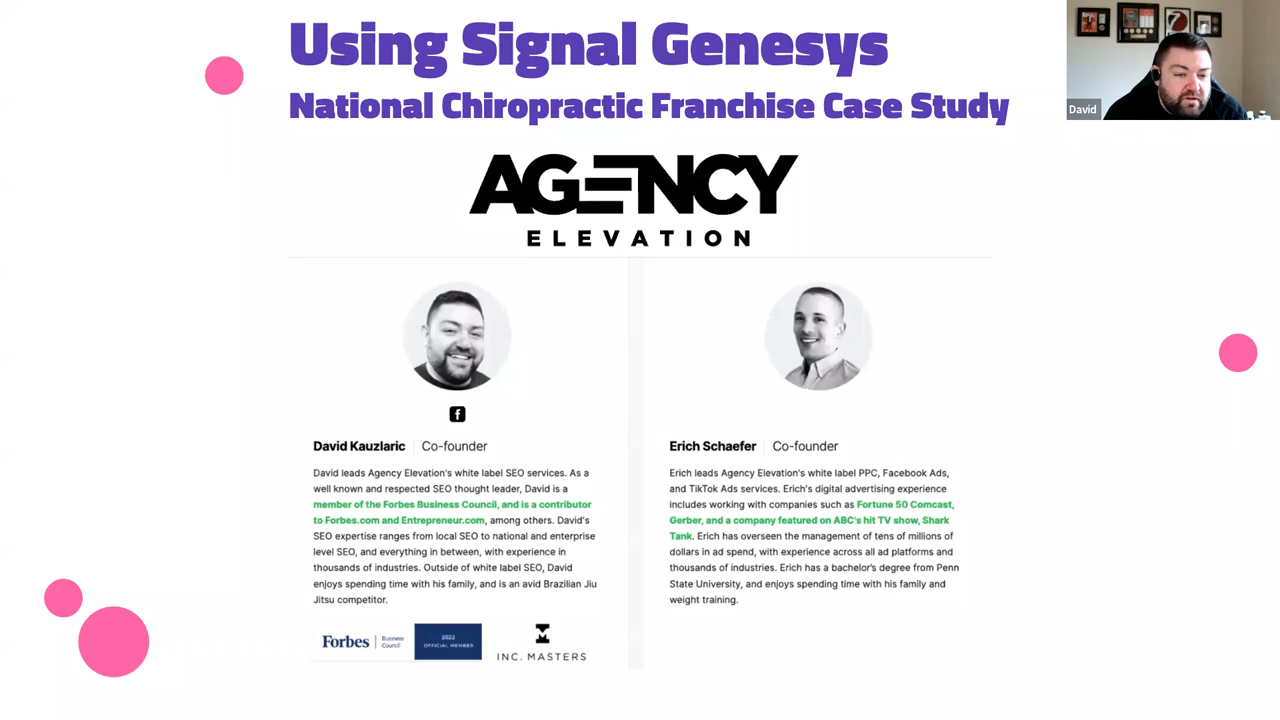 Using Signal Genesys
National Chiropractic Franchise Case Study
David
AGENCY
ELEVATION
David Kauzlaric Co-founder
David leads Agency Elevation's white label SEO services. As a
well known and respected SEO thought leader, David is a
member of the Forbes Business Council, and is a contributor
to Forbes.com and Entrepreneur.com, among others. David's
SEO expertise ranges from local SEO to national and enterprise
level SEO, and everything in between, with experience in
thousands of industries. Outside of white label SEO, David
enjoys spending time with his family, and is an avid Brazilian Jiu
Jitsu competitor.
Forbes Business Council
2022
OFFICIAL MEMBER
INC. MASTERS
Erich Schaefer Co-founder
Erich leads Agency Elevation's white label PPC, Facebook Ads,
and TikTok Ads services. Erich's digital advertising experience
includes working with companies such as Fortune 50 Comcast,
Gerber, and a company featured on ABC's hit TV show, Shark
Tank. Erich has overseen the management of tens of millions of
dollars in ad spend, with experience across all ad platforms and
thousands of industries. Erich has a bachelor's degree from Penn
State University, and enjoys spending time with his family and
weight training.